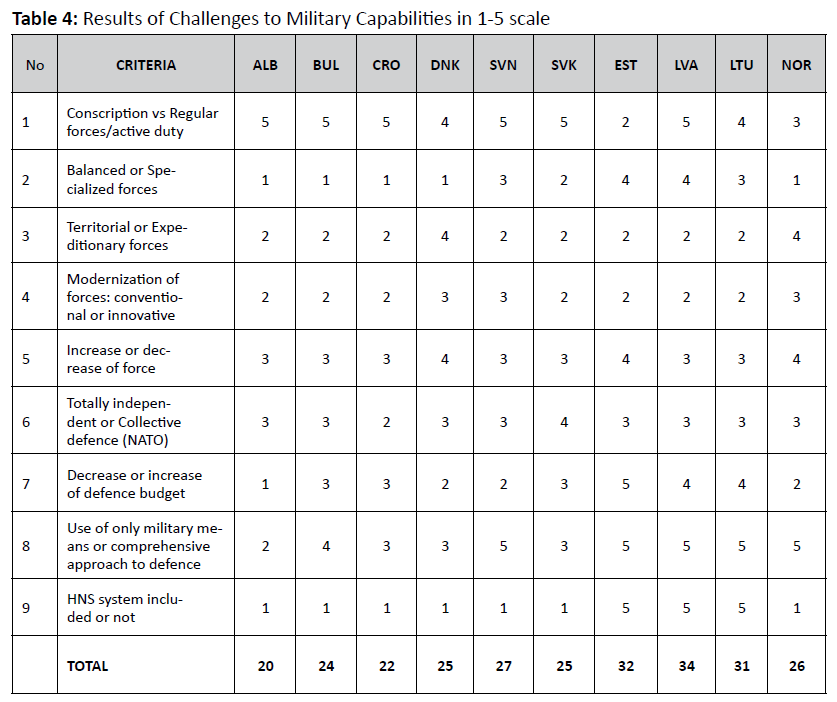 Table 4: Results of Challenges to Military Capabilities in 1-5 scale
No CRITERIA ALB BUL CRO DNK SVN SVK EST LVA LTU NOR
1 Conscription vs Regular forces/active duty 5 5 5 4 5 5 2 5 4 3
2 Balanced or Spe-
cialized forces 1 1 1 1 3 2 4 4 3 1
3 Territorial or Expe-
ditionary forces 2 2 2 4 2 2 2 2 2 4
4 Modernization of
forces: conventio-
nal or innovative 2 2 2 3 3 2 2 2 2 3
5 Increase or dec-
rease of force 3 3 3 4 3 3 4 3 3 4
6 Totally indepen-
dent or Collective
defence (NATO) 3 3 2 3 3 4 3 3 3 3
7 Decrease or increase
of defence budget 1 3 3 2 2 3 5 4 4 2
8 Use of only military me-
ans or comprehensive
approach to defence 2 4 3 3 5 3 5 5 5 5
9 HNS system inclu-
ded or not 1 1 1 1 1 1 5 5 5 1
TOTAL 20 24 22 25 27 25 32 34 31 26